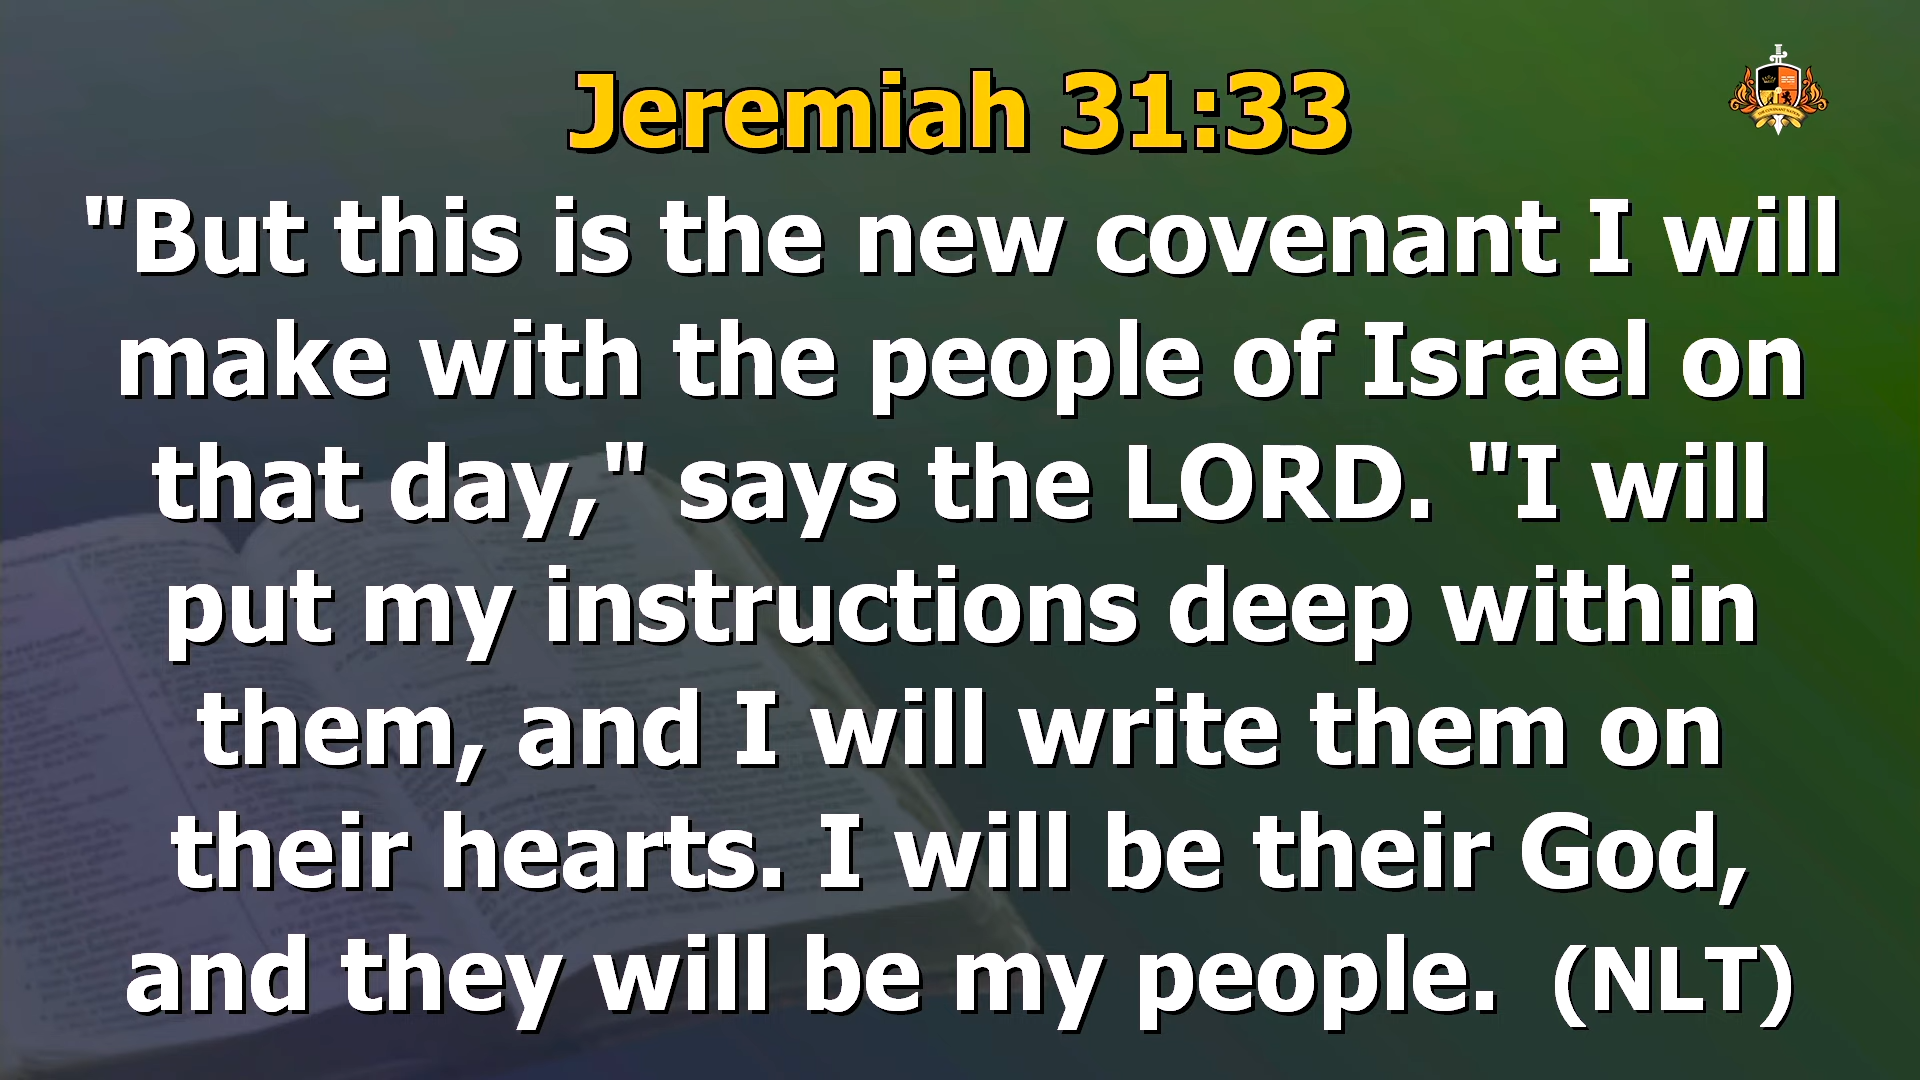 Jeremiah 31:33
"But this is the new covenant I will
make with the people of Israel on
that day," says the LORD. "I will
put my instructions deep within
them, and I will write them on
their hearts. I will be their God,
and they will be my people.  (NLT)